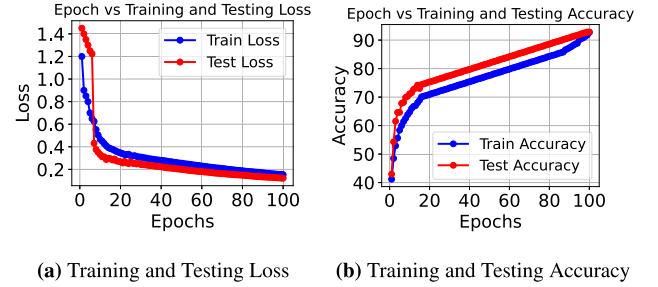 Epoch vs Training and Testing Loss
1.4
1.2
1.0
0.8
0.6
0.4
0.2
Loss
Train Loss
Test Loss
0 20 40 60 80 100
Epochs
(a) Training and Testing Loss
Epoch vs Training and Testing Accuracy
90
80
70
60
50
40
Accuracy
Train Accuracy
Test Accuracy
0 20 40 60 80 100
Epochs
(b) Training and Testing Accuracy